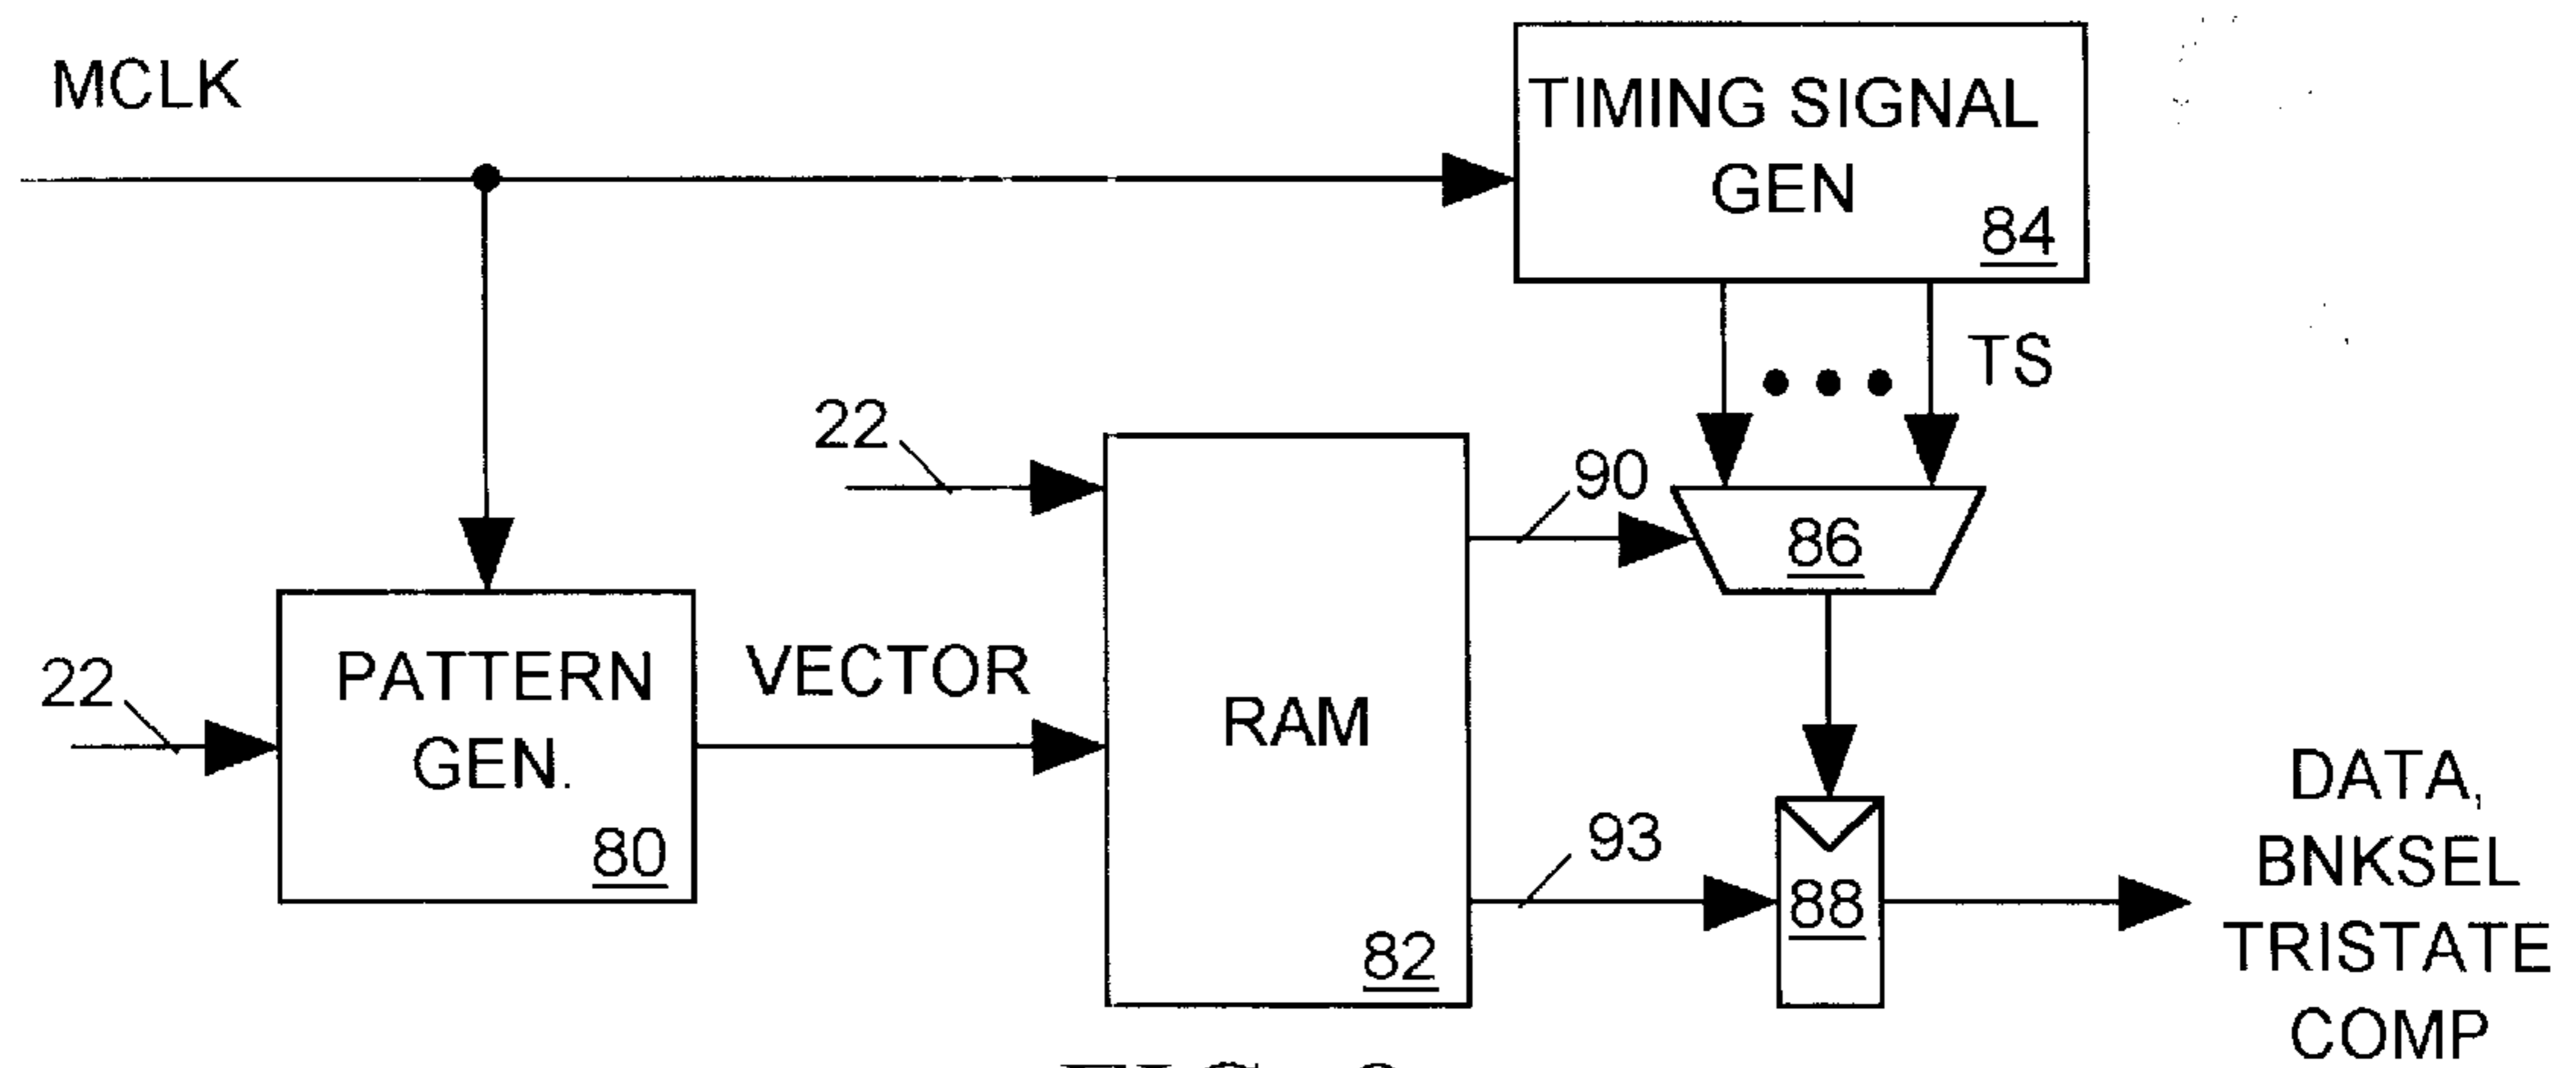 MCLK
TIMING SIGNAL
GEN
84
TS
22
90
86
22
PATTERN
GEN.
80
VECTOR
RAM
82
93
88
DATA,
BNKSEL
TRISTATE
COMP